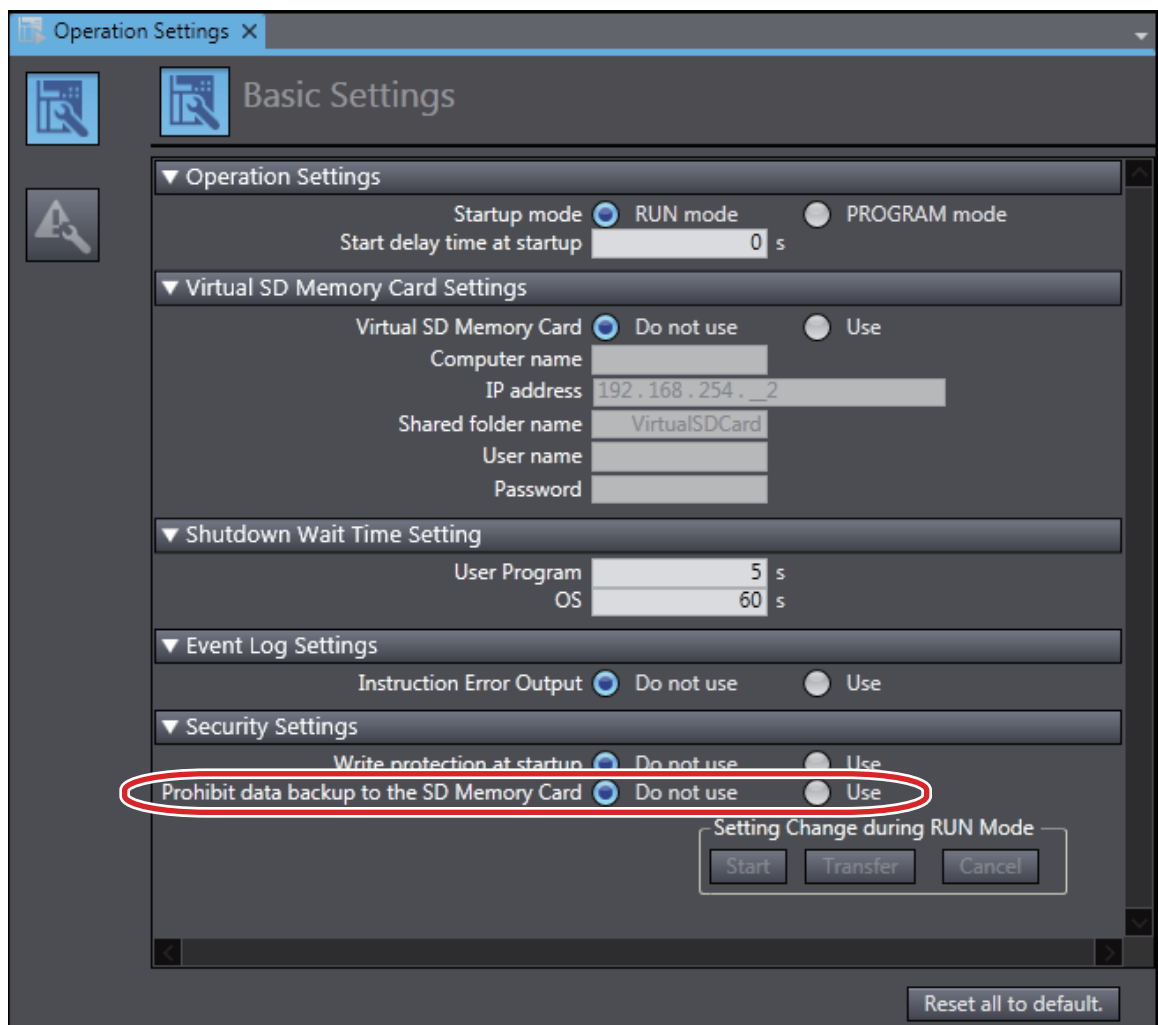 Operation Settings
Basic Settings
Operation Settings
Startup mode RUN mode PROGRAM mode
Start delay time at startup 0 s
Virtual SD Memory Card Settings
Virtual SD Memory Card Do not use Use
Computer name
IP address 192 . 168 . 254 . __2
Shared folder name VirtualSDCard
User name
Password
Shutdown Wait Time Setting
User Program 5 s
OS 60 s
Event Log Settings
Instruction Error Output Do not use Use
Security Settings
Write protection at startup Do not use Use
Prohibit data backup to the SD Memory Card Do not use Use
Setting Change during RUN Mode
Start Transfer Cancel
Reset all to default.